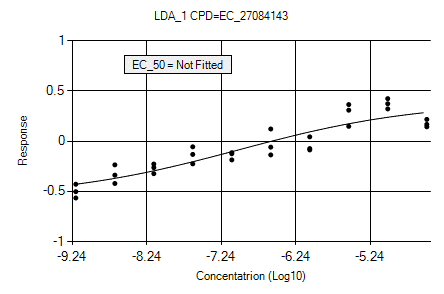 LDA_1 CPD=EC_27084143
1
EC_50 = Not Fitted
0.5
0
-0.5
-1
Response
-9.24 -8.24 -7.24 -6.24 -5.24
Concentatrion (Log10)